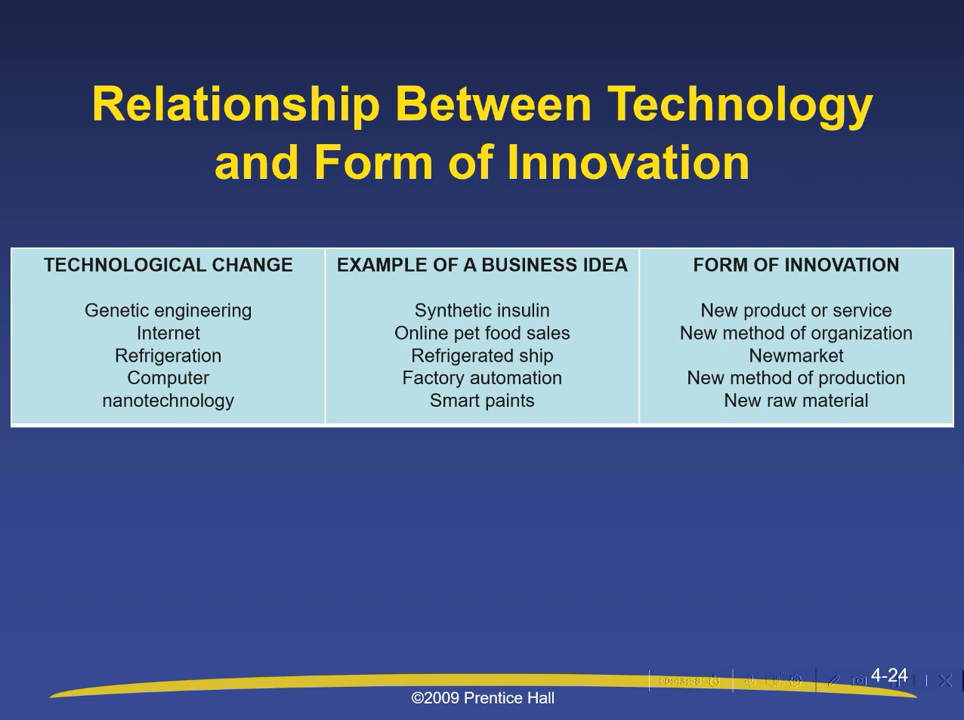 Relationship Between Technology
and Form of Innovation
TECHNOLOGICAL CHANGE
Genetic engineering
Internet
Refrigeration
Computer
nanotechnology
EXAMPLE OF A BUSINESS IDEA
Synthetic insulin
Online pet food sales
Refrigerated ship
Factory automation
Smart paints
FORM OF INNOVATION
New product or service
New method of organization
Newmarket
New method of production
New raw material
4-24
©2009 Prentice Hall